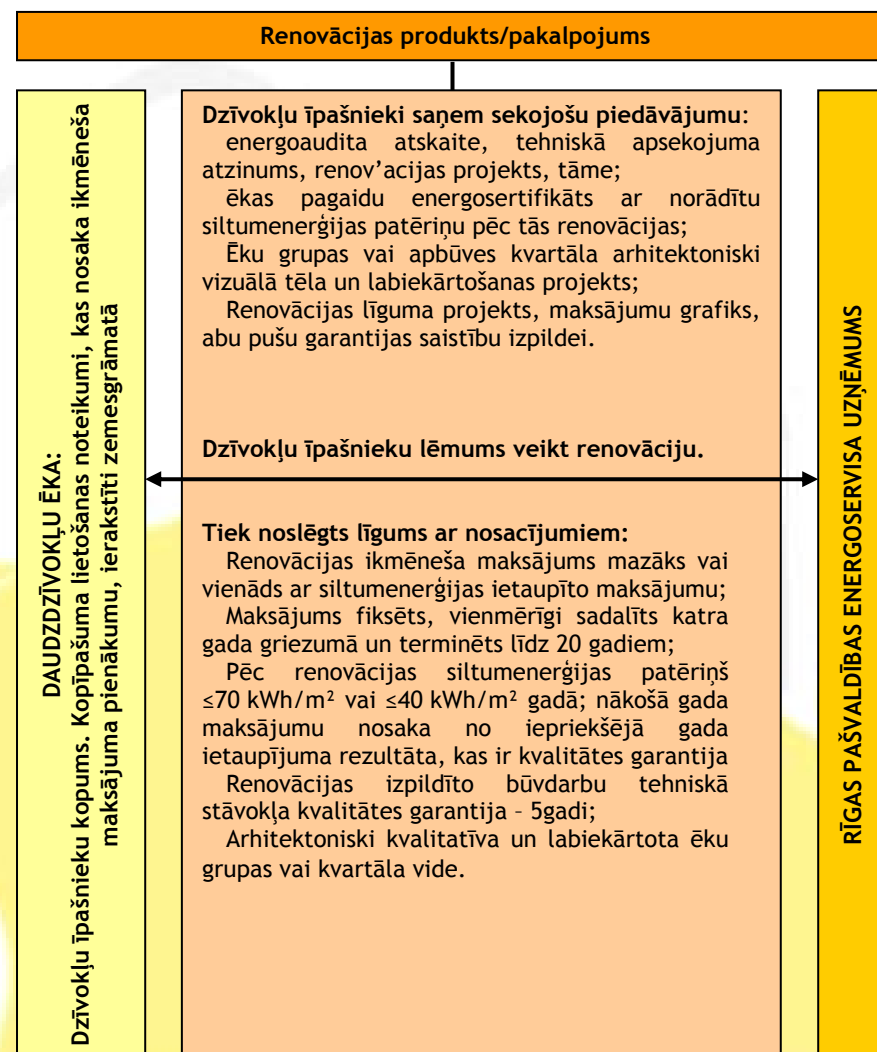 Renovācijas produkts/pakalpojums
DAUDZDZĪVOKĻU ĒKA:
Dzīvokļu īpašnieku kopums. Kopīpašuma lietošanas noteikumi, kas nosaka ikmēneša
maksājuma pienākumu, ierakstīti zemesgrāmatā
Dzīvokļu īpašnieki saņem sekojošu piedāvājumu:
energoaudita atskaite, tehniskā apsekojuma
atzinums, renov’acijas projekts, tāme;
ēkas pagaidu energosertifikāts ar norādītu
siltumenerģijas patēriņu pēc tās renovācijas;
Ēku grupas vai apbūves kvartāla arhitektoniski
vizuālā tēla un labiekārtošanas projekts;
Renovācijas līguma projekts, maksājumu grafiks,
abu pušu garantijas saistību izpildei.
Dzīvokļu īpašnieku lēmums veikt renovāciju.
Tiek noslēgts līgums ar nosacījumiem:
Renovācijas ikmēneša maksājums mazāks vai
vienāds ar siltumenerģijas ietaupīto maksājumu;
Maksājums fiksēts, vienmērīgi sadalīts katra
gada griezumā un terminēts līdz 20 gadiem;
Pēc renovācijas siltumenerģijas patēriņš
≤70 kWh/m² vai ≤40 kWh/m² gadā; nākošā gada
maksājumu nosaka no iepriekšējā gada
ietaupījuma rezultāta, kas ir kvalitātes garantija
Renovācijas izpildīto būvdarbu tehniskā
stāvokļa kvalitātes garantija – 5gadi;
Arhitektoniski kvalitatīva un labiekārtota ēku
grupas vai kvartāla vide.
RĪGAS PAŠVALDĪBAS ENERGOSERVISA UZŅĒMUMS